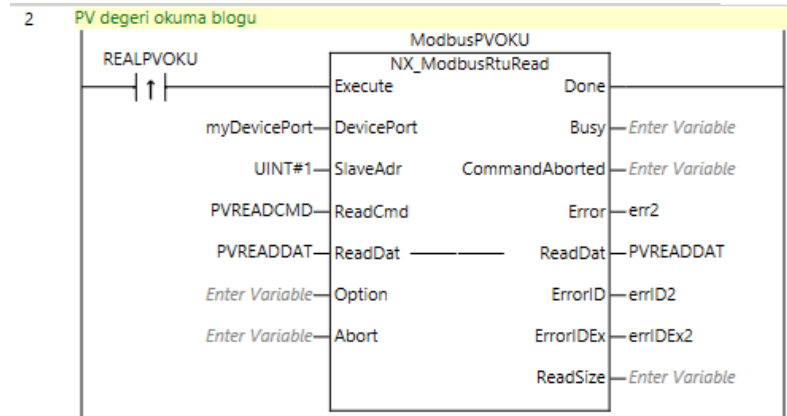 2 PV degeri okuma blogu
ModbusPVOKU
REALPVOKU NX_ModbusRtuRead
Execute Done
myDevicePort DevicePort Busy Enter Variable
UINT#1 SlaveAdr CommandAborted Enter Variable
PVREADCMD ReadCmd Error err2
PVREADDAT ReadDat ReadDat PVREADDAT
Enter Variable Option ErrorID errID2
Enter Variable Abort ErrorIDEx errIDEx2
ReadSize Enter Variable